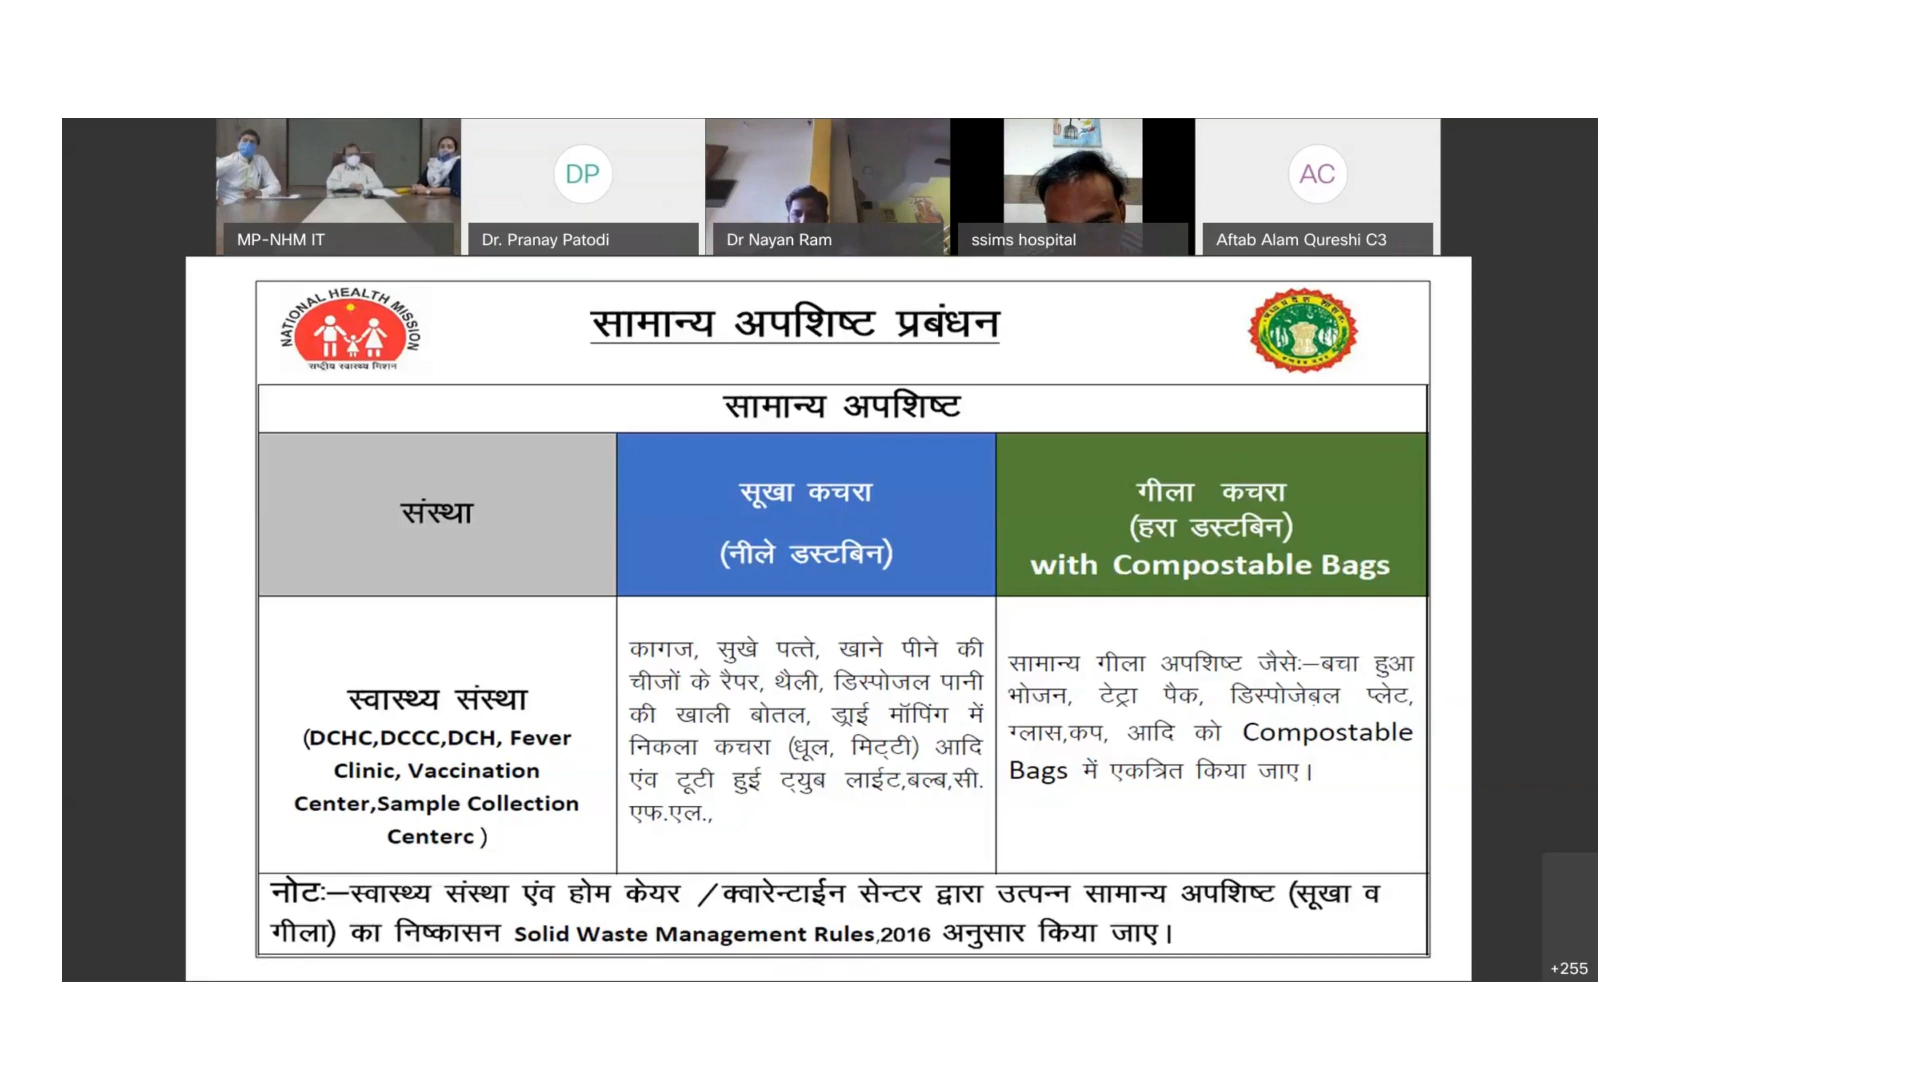 MP-NHM IT
DP
Dr. Pranay Patodi
Dr Nayan Ram
ssims hospital
AC
Aftab Alam Qureshi C3
NATIONAL HEALTH MISSION
राष्ट्रीय स्वास्थ्य मिशन
सामान्य अपशिष्ट प्रबंधन
सामान्य अपशिष्ट
संस्था
सूखा कचरा
(नीले डस्टबिन)
गीला कचरा
(हरा डस्टबिन)
with Compostable Bags
स्वास्थ्य संस्था
(DCHC,DCCC,DCH, Fever
Clinic, Vaccination
Center,Sample Collection
Centerc )
कागज, सुखे पत्ते, खाने पीने की
चीजों के रैपर, थैली, डिस्पोजल पानी
की खाली बोतल, ड्राई मॉपिंग में
निकला कचरा (धूल, मिट्टी) आदि
एंव टूटी हुई ट्युब लाईट,बल्ब,सी.
एफ.एल.,
सामान्य गीला अपशिष्ट जैसेः–बचा हुआ
भोजन, टेट्रा पैक, डिस्पोजेब़ल प्लेट,
ग्लास,कप, आदि को Compostable
Bags में एकत्रित किया जाए।
नोटः–स्वास्थ्य संस्था एंव होम केयर /क्वारेन्टाईन सेन्टर द्वारा उत्पन्न सामान्य अपशिष्ट (सूखा व
गीला) का निष्कासन Solid Waste Management Rules,2016 अनुसार किया जाए।
+255